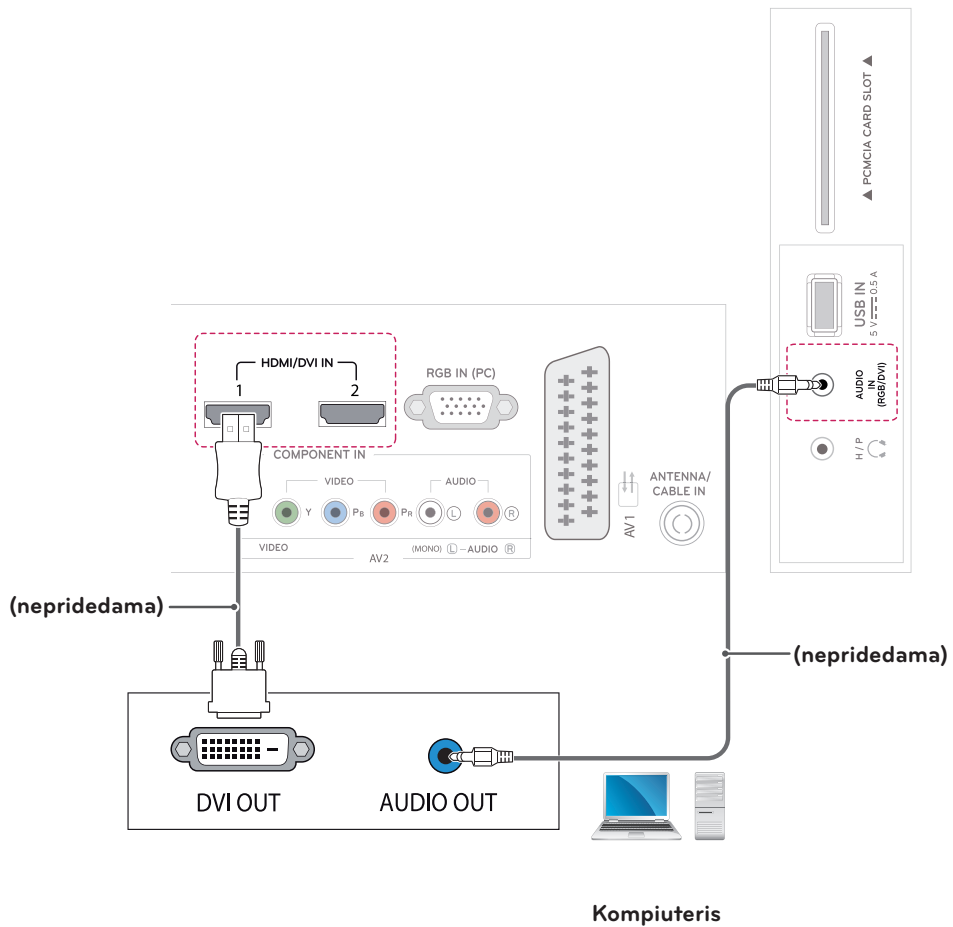 ▲ PCMCIA CARD SLOT ▲
USB IN
5 V 0.5 A
AUDIO
IN
(RGB/DVI)
H / P
HDMI/DVI IN
1 2
RGB IN (PC)
COMPONENT IN
VIDEO AUDIO
Y PB PR L R
VIDEO (MONO) L – AUDIO R
AV2
AV 1
ANTENNA/
CABLE IN
(nepridedama)
(nepridedama)
DVI OUT
AUDIO OUT
Kompiuteris